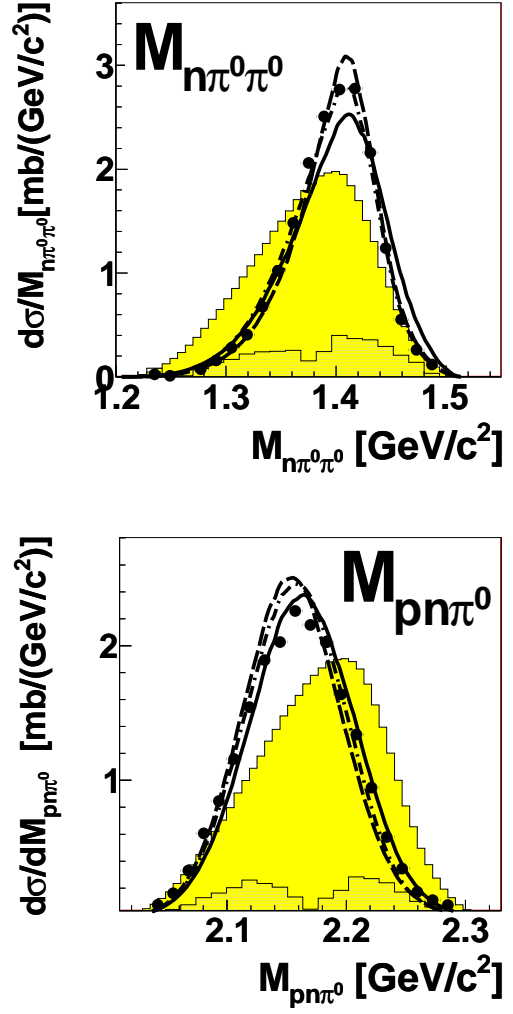 M_{nπ⁰π⁰}
dσ/M_{nπ⁰π⁰}[mb/(GeV/c²)]
3
2
1
0
1.2 1.3 1.4 1.5
M_{nπ⁰π⁰} [GeV/c²]
M_{pnπ⁰}
dσ/dM_{pnπ⁰} [mb/(GeV/c²)]
2
1
2.1 2.2 2.3
M_{pnπ⁰} [GeV/c²]